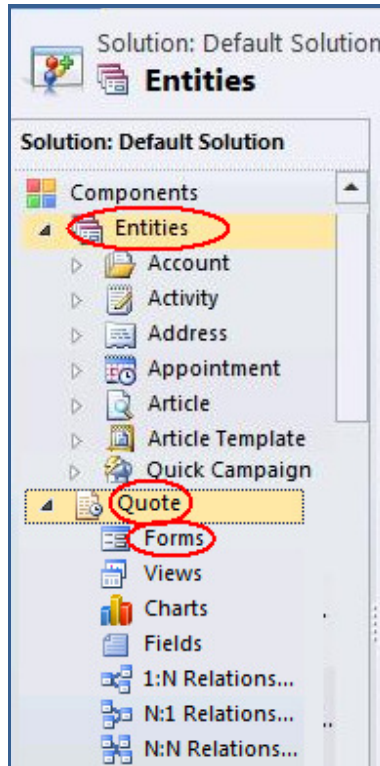 Solution: Default Solution
Entities
Solution: Default Solution
Components
Entities
Account
Activity
Address
Appointment
Article
Article Template
Quick Campaign
Quote
Forms
Views
Charts
Fields
1:N Relations...
N:1 Relations...
N:N Relations...